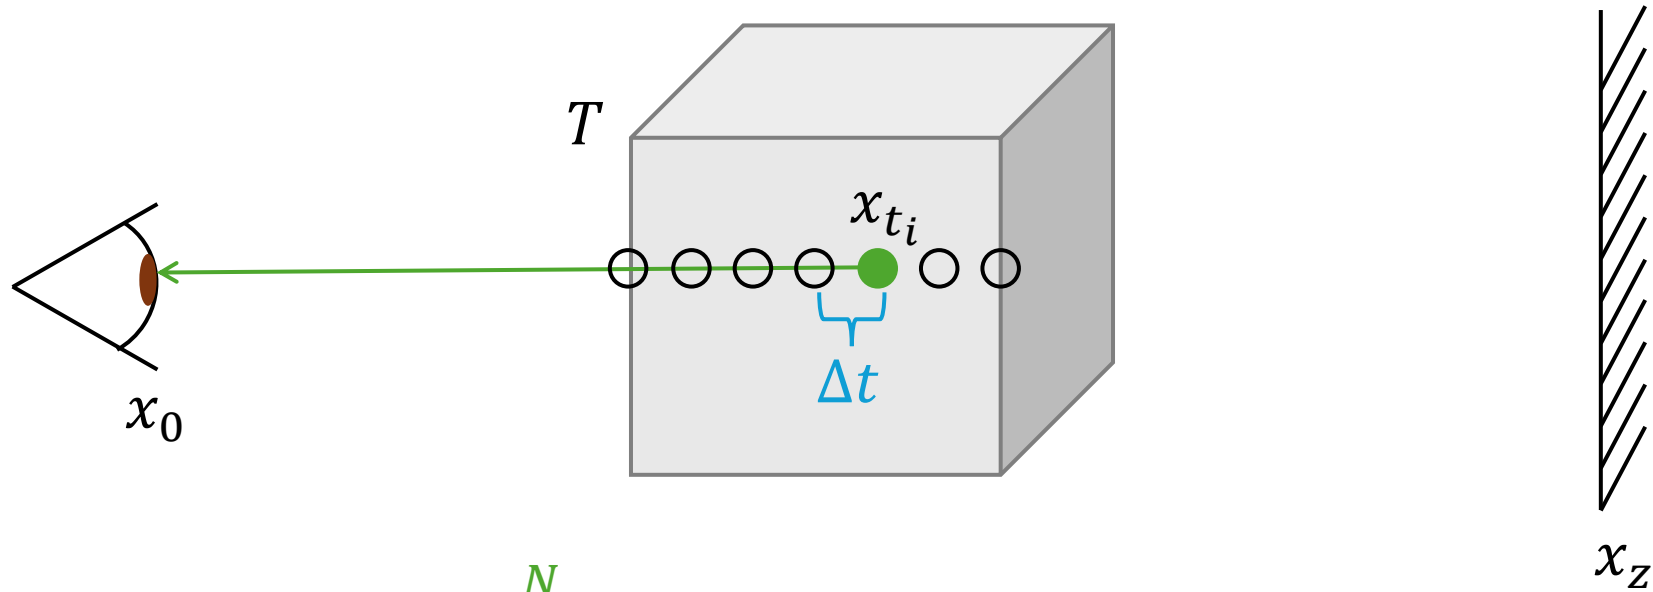 T
x_{t_i}
Δt
x_0
x_z
N